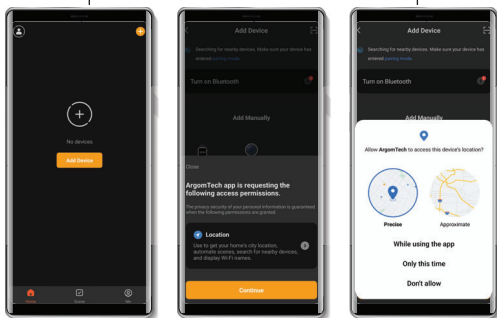 No devices
Add Device
Home
Scene
Me
Add Device
Searching for nearby devices. Make sure your device has
entered pairing mode.
Turn on Bluetooth
Add Manually
Close
ArgomTech app is requesting the
following access permissions.
The privacy security of your personal information is guaranteed
when the following permissions are granted.
Location
Use to get your home's city location,
automate scenes, search for nearby devices,
and display Wi-Fi names.
Continue
Add Device
Searching for nearby devices. Make sure your device has
entered pairing mode.
Turn on Bluetooth
Add Manually
Allow ArgomTech to access this device's location?
Precise
Approximate
While using the app
Only this time
Don't allow